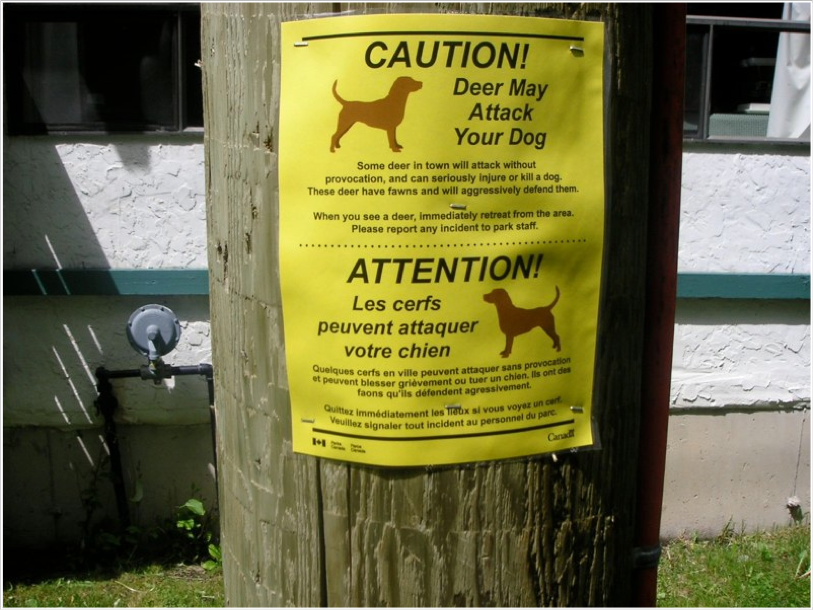 CAUTION!
Deer May
Attack
Your Dog
Some deer in town will attack without
provocation, and can seriously injure or kill a dog.
These deer have fawns and will aggressively defend them.
When you see a deer, immediately retreat from the area.
Please report any incident to park staff.
ATTENTION!
Les cerfs
peuvent attaquer
votre chien
Quelques cerfs en ville peuvent attaquer sans provocation
et peuvent blesser grièvement ou tuer un chien. Ils ont des
faons qu'ils défendent agressivement.
Quittez immédiatement les lieux si vous voyez un cerf.
Veuillez signaler tout incident au personnel du parc.
Parks Parcs
Canada Canada
Canada